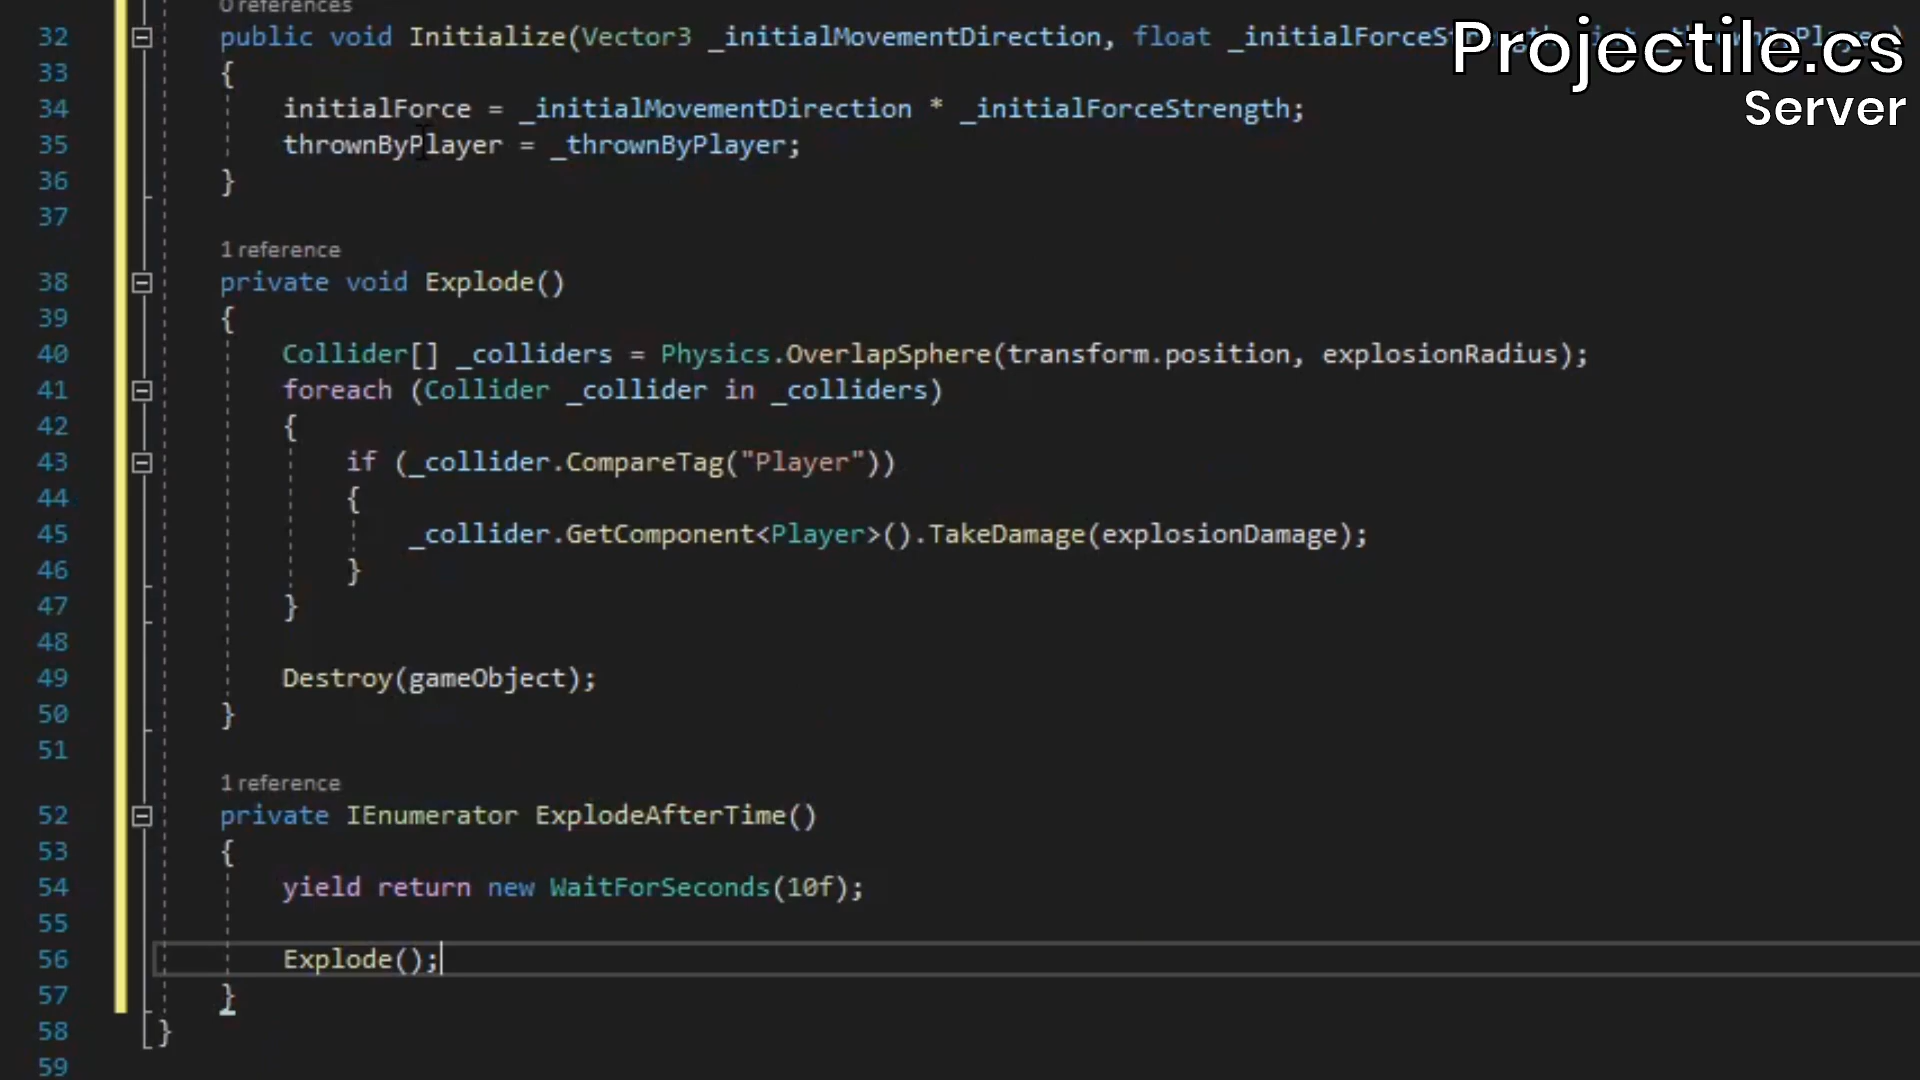 0 references
32 public void Initialize(Vector3 _initialMovementDirection, float _initialForceSt
Projectile.cs
Server
33 {
34 initialForce = _initialMovementDirection * _initialForceStrength;
35 thrownByPlayer = _thrownByPlayer;
36 }
37
1 reference
38 private void Explode()
39 {
40 Collider[] _colliders = Physics.OverlapSphere(transform.position, explosionRadius);
41 foreach (Collider _collider in _colliders)
42 {
43 if (_collider.CompareTag("Player"))
44 {
45 _collider.GetComponent<Player>().TakeDamage(explosionDamage);
46 }
47 }
48
49 Destroy(gameObject);
50 }
51
1 reference
52 private IEnumerator ExplodeAfterTime()
53 {
54 yield return new WaitForSeconds(10f);
55
56 Explode();
57 }
58 }
59